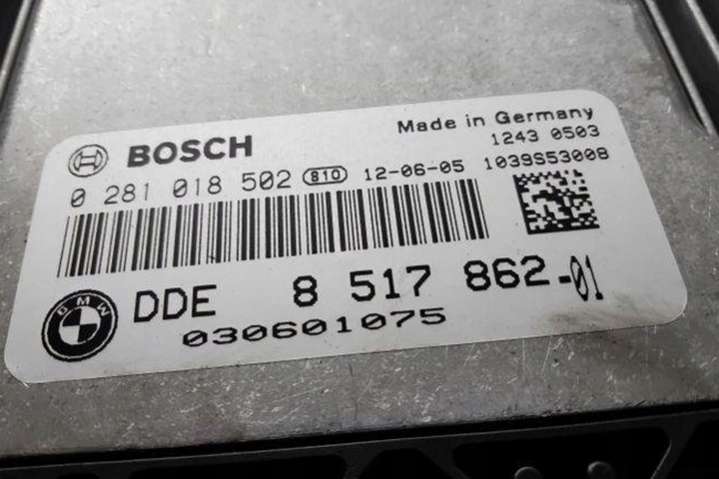 BOSCH
Made in Germany
1243 0503
0 281 018 502 810 12-06-05 1039S53008
BMW
DDE 8 517 862-01
030601075